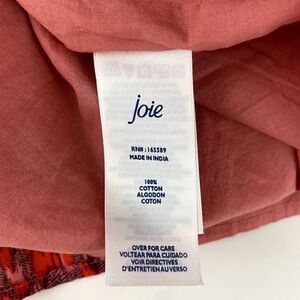 joie
RN#: 165589
MADE IN INDIA
100%
COTTON
ALGODON
COTON
OVER FOR CARE
VOLTEAR PARA CUIDADO
VOIR DIRECTIVES
D'ENTRETIEN AU VERSO